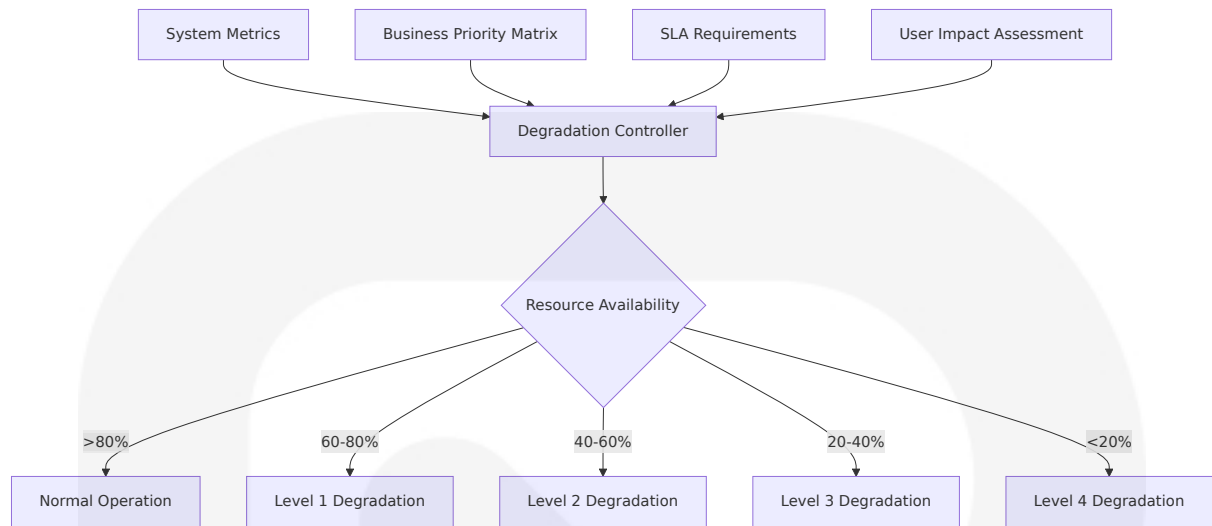 System Metrics
Business Priority Matrix
SLA Requirements
User Impact Assessment
Degradation Controller
Resource Availability
>80%
60-80%
40-60%
20-40%
<20%
Normal Operation
Level 1 Degradation
Level 2 Degradation
Level 3 Degradation
Level 4 Degradation